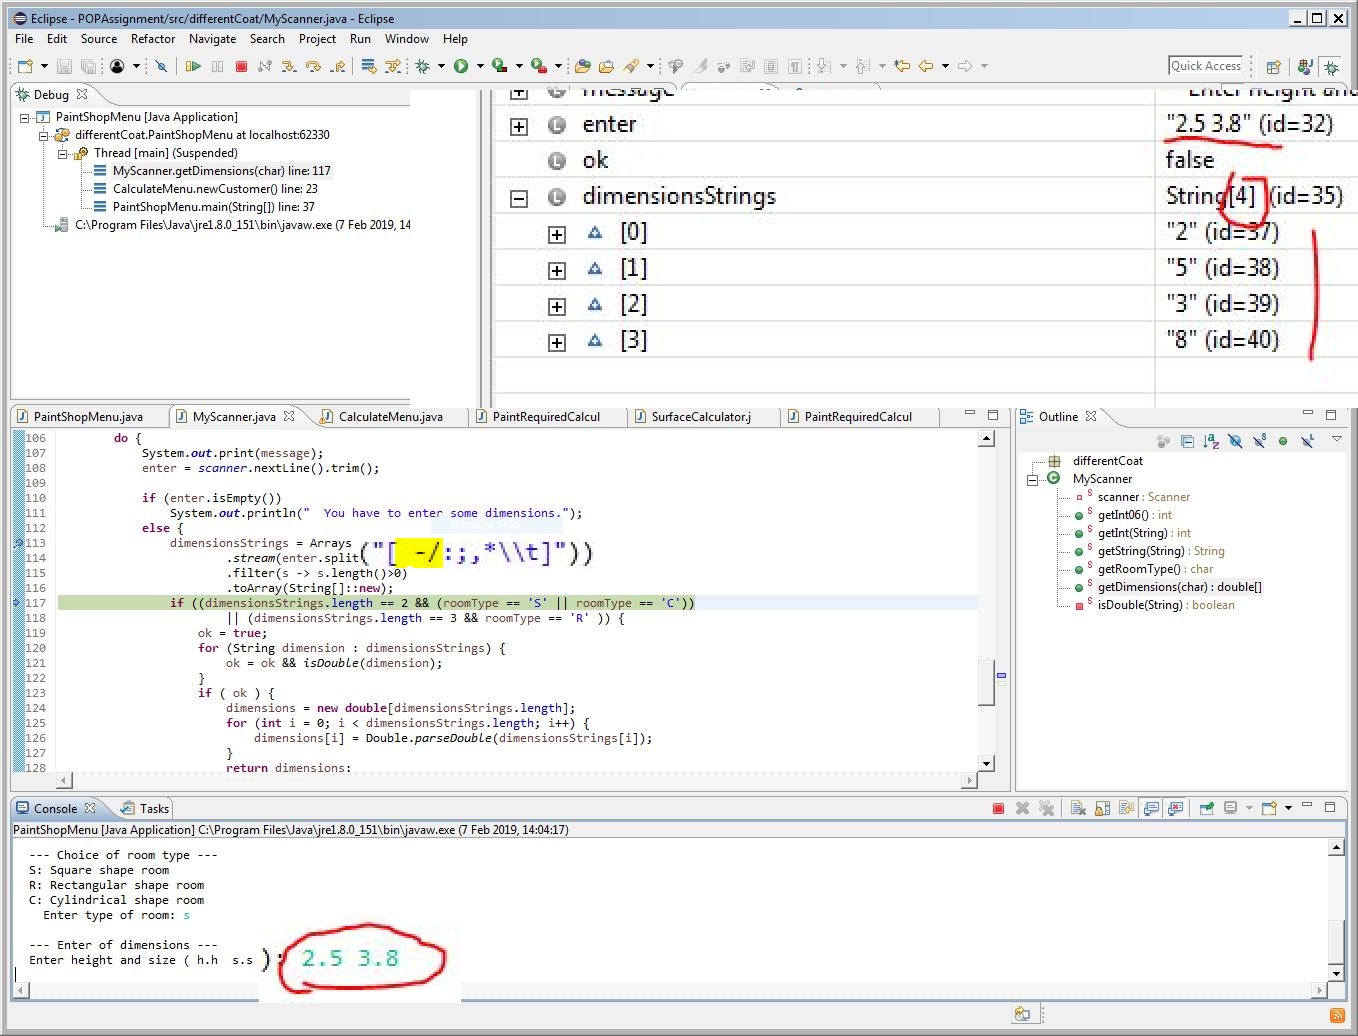 Eclipse - POPAssignment/src/differentCoat/MyScanner.java - Eclipse
File Edit Source Refactor Navigate Search Project Run Window Help
Quick Access
Debug
PaintShopMenu [Java Application]
differentCoat.PaintShopMenu at localhost:62330
Thread [main] (Suspended)
MyScanner.getDimensions(char) line: 117
CalculateMenu.newCustomer() line: 23
PaintShopMenu.main(String[]) line: 37
C:\Program Files\Java\jre1.8.0_151\bin\javaw.exe (7 Feb 2019, 14
message "Enter height and
enter "2.5 3.8" (id=32)
ok false
dimensionsStrings String[4] (id=35)
[0] "2" (id=37)
[1] "5" (id=38)
[2] "3" (id=39)
[3] "8" (id=40)
PaintShopMenu.java MyScanner.java CalculateMenu.java PaintRequiredCalcul SurfaceCalculator.j PaintRequiredCalcul
106 do {
107 System.out.print(message);
108 enter = scanner.nextLine().trim();
109
110 if (enter.isEmpty())
111 System.out.println("  You have to enter some dimensions.");
112 else {
113 dimensionsStrings = Arrays
114 .stream(enter.split("[ -/:;,*\\t]"))
115 .filter(s -> s.length()>0)
116 .toArray(String[]::new);
117 if ((dimensionsStrings.length == 2 && (roomType == 'S' || roomType == 'C'))
118 || (dimensionsStrings.length == 3 && roomType == 'R' )) {
119 ok = true;
120 for (String dimension : dimensionsStrings) {
121 ok = ok && isDouble(dimension);
122 }
123 if ( ok ) {
124 dimensions = new double[dimensionsStrings.length];
125 for (int i = 0; i < dimensionsStrings.length; i++) {
126 dimensions[i] = Double.parseDouble(dimensionsStrings[i]);
127 }
128 return dimensions;
Outline
differentCoat
MyScanner
scanner : Scanner
getInt06() : int
getInt(String) : int
getString(String) : String
getRoomType() : char
getDimensions(char) : double[]
isDouble(String) : boolean
Console Tasks
PaintShopMenu [Java Application] C:\Program Files\Java\jre1.8.0_151\bin\javaw.exe (7 Feb 2019, 14:04:17)
--- Choice of room type ---
S: Square shape room
R: Rectangular shape room
C: Cylindrical shape room
Enter type of room: s
--- Enter of dimensions ---
Enter height and size ( h.h  s.s ): 2.5 3.8